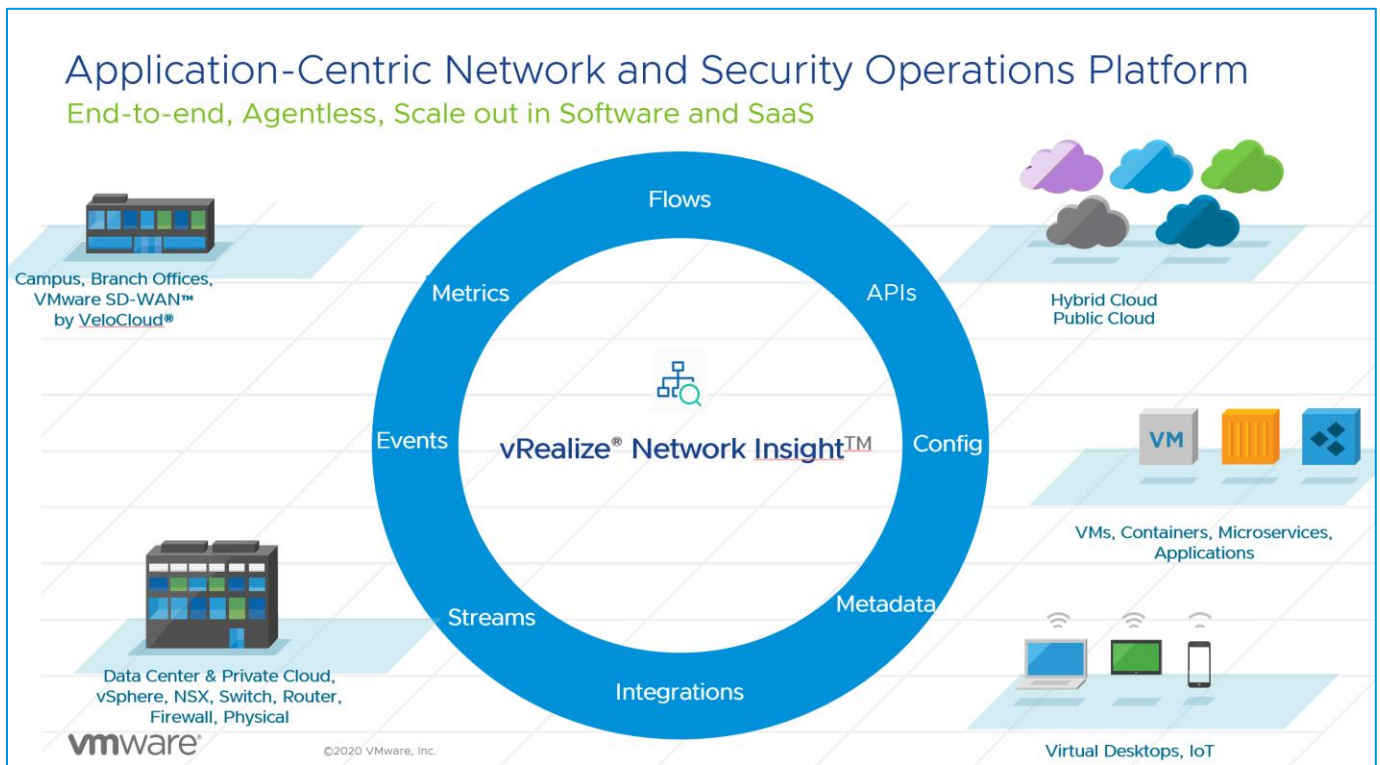 Application-Centric Network and Security Operations Platform
End-to-end, Agentless, Scale out in Software and SaaS
Campus, Branch Offices,
VMware SD-WAN™
by VeloCloud®
Flows
Metrics
APIs
Hybrid Cloud
Public Cloud
Events
vRealize® Network Insight™
Config
VM
VMs, Containers, Microservices,
Applications
Streams
Metadata
Integrations
Data Center & Private Cloud,
vSphere, NSX, Switch, Router,
Firewall, Physical
Virtual Desktops, IoT
vmware®
©2020 VMware, Inc.